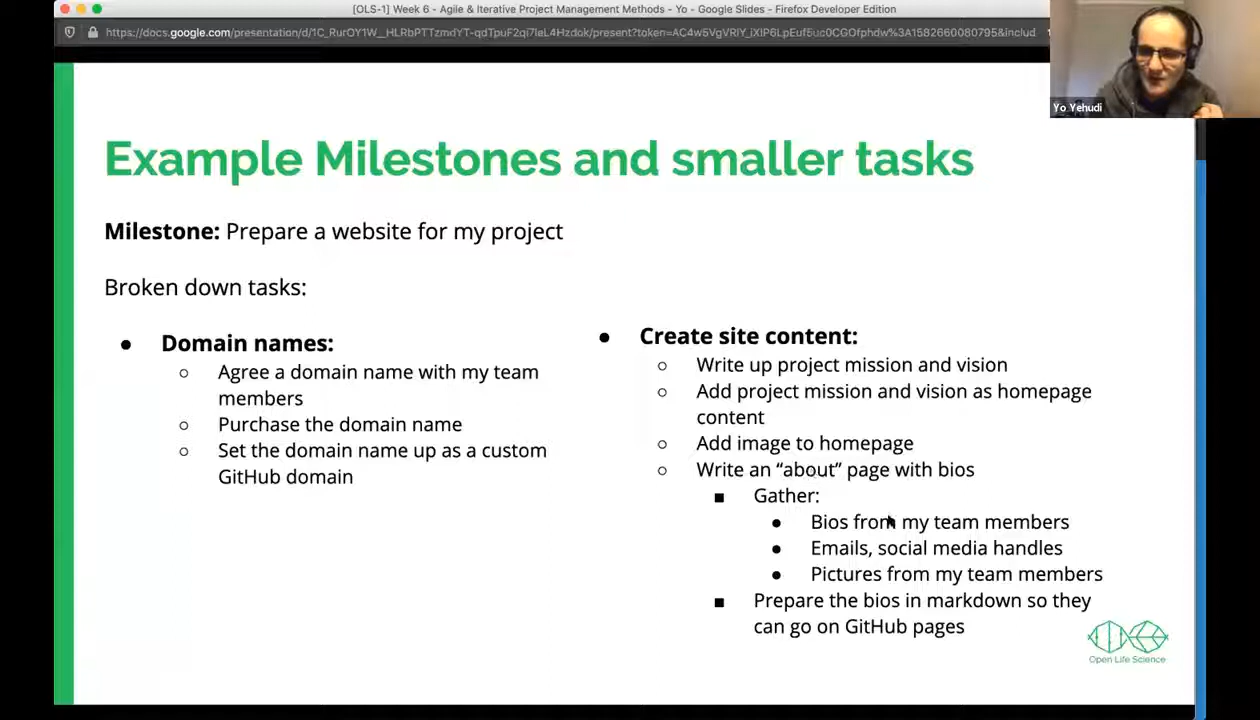 [OLS-1] Week 6 - Agile & Iterative Project Management Methods - Yo - Google Slides - Firefox Developer Edition
Yo Yehudi
Example Milestones and smaller tasks
Milestone: Prepare a website for my project
Broken down tasks:
● Domain names:
○ Agree a domain name with my team
members
○ Purchase the domain name
○ Set the domain name up as a custom
GitHub domain
● Create site content:
○ Write up project mission and vision
○ Add project mission and vision as homepage
content
○ Add image to homepage
○ Write an “about” page with bios
■ Gather:
● Bios from my team members
● Emails, social media handles
● Pictures from my team members
■ Prepare the bios in markdown so they
can go on GitHub pages
Open Life Science